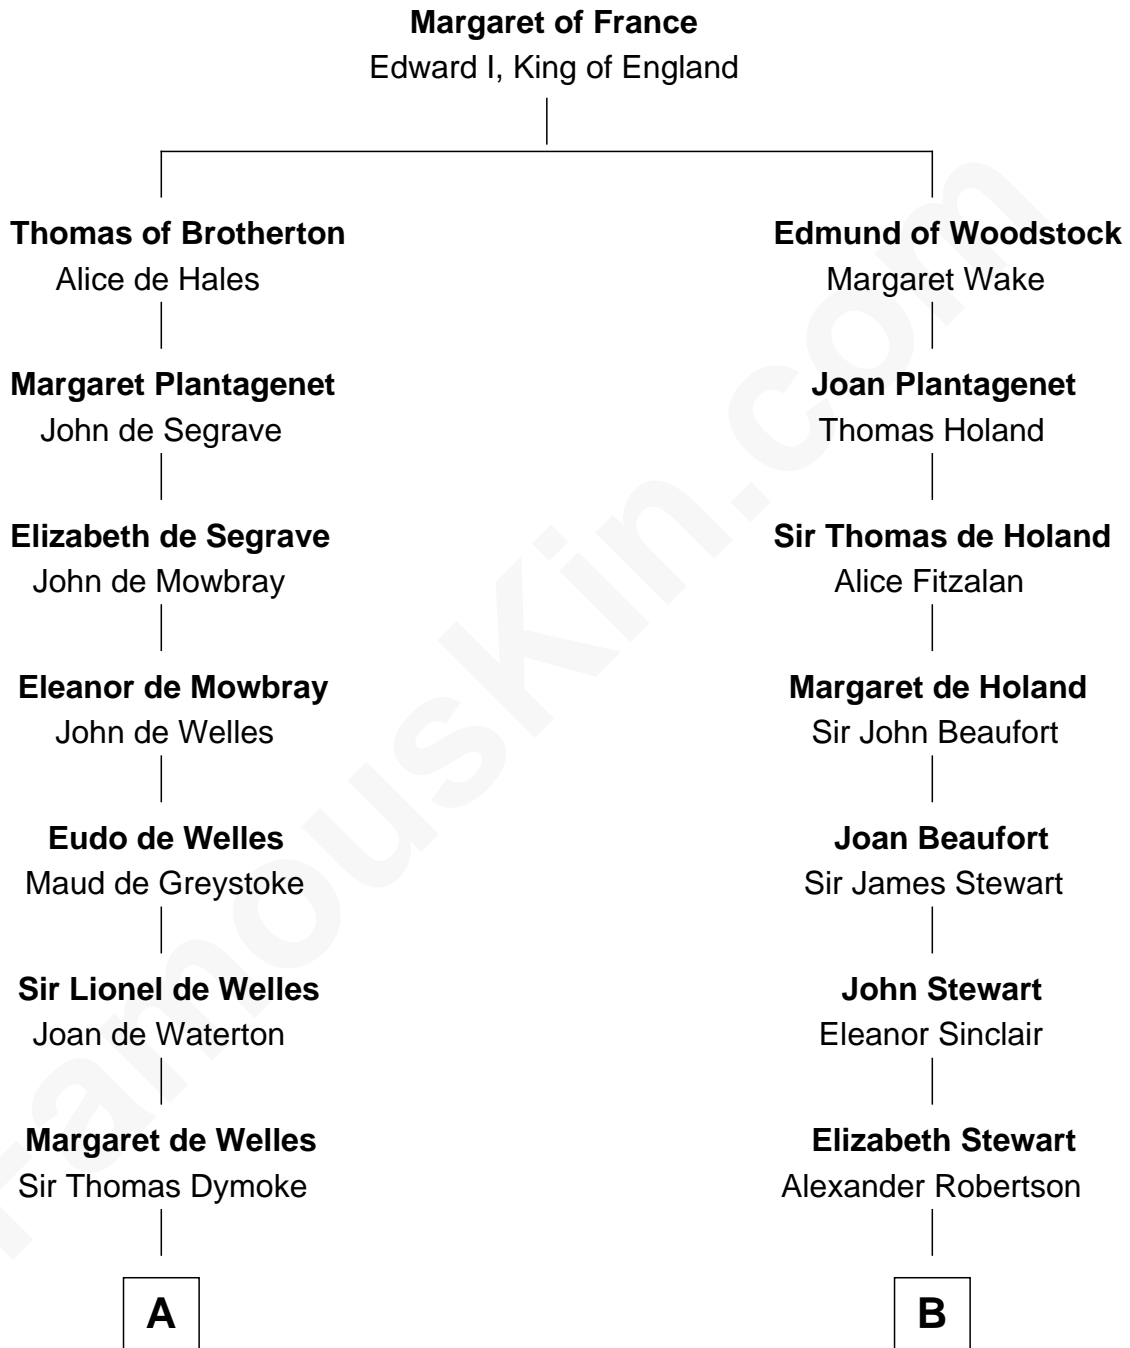 Margaret of France
Edward I, King of England
Thomas of Brotherton
Alice de Hales
Edmund of Woodstock
Margaret Wake
Margaret Plantagenet
John de Segrave
Joan Plantagenet
Thomas Holand
Elizabeth de Segrave
John de Mowbray
Sir Thomas de Holand
Alice Fitzalan
Eleanor de Mowbray
John de Welles
Margaret de Holand
Sir John Beaufort
Eudo de Welles
Maud de Greystoke
Joan Beaufort
Sir James Stewart
Sir Lionel de Welles
Joan de Waterton
John Stewart
Eleanor Sinclair
Margaret de Welles
Sir Thomas Dymoke
Elizabeth Stewart
Alexander Robertson
A
B
FamousKin.com